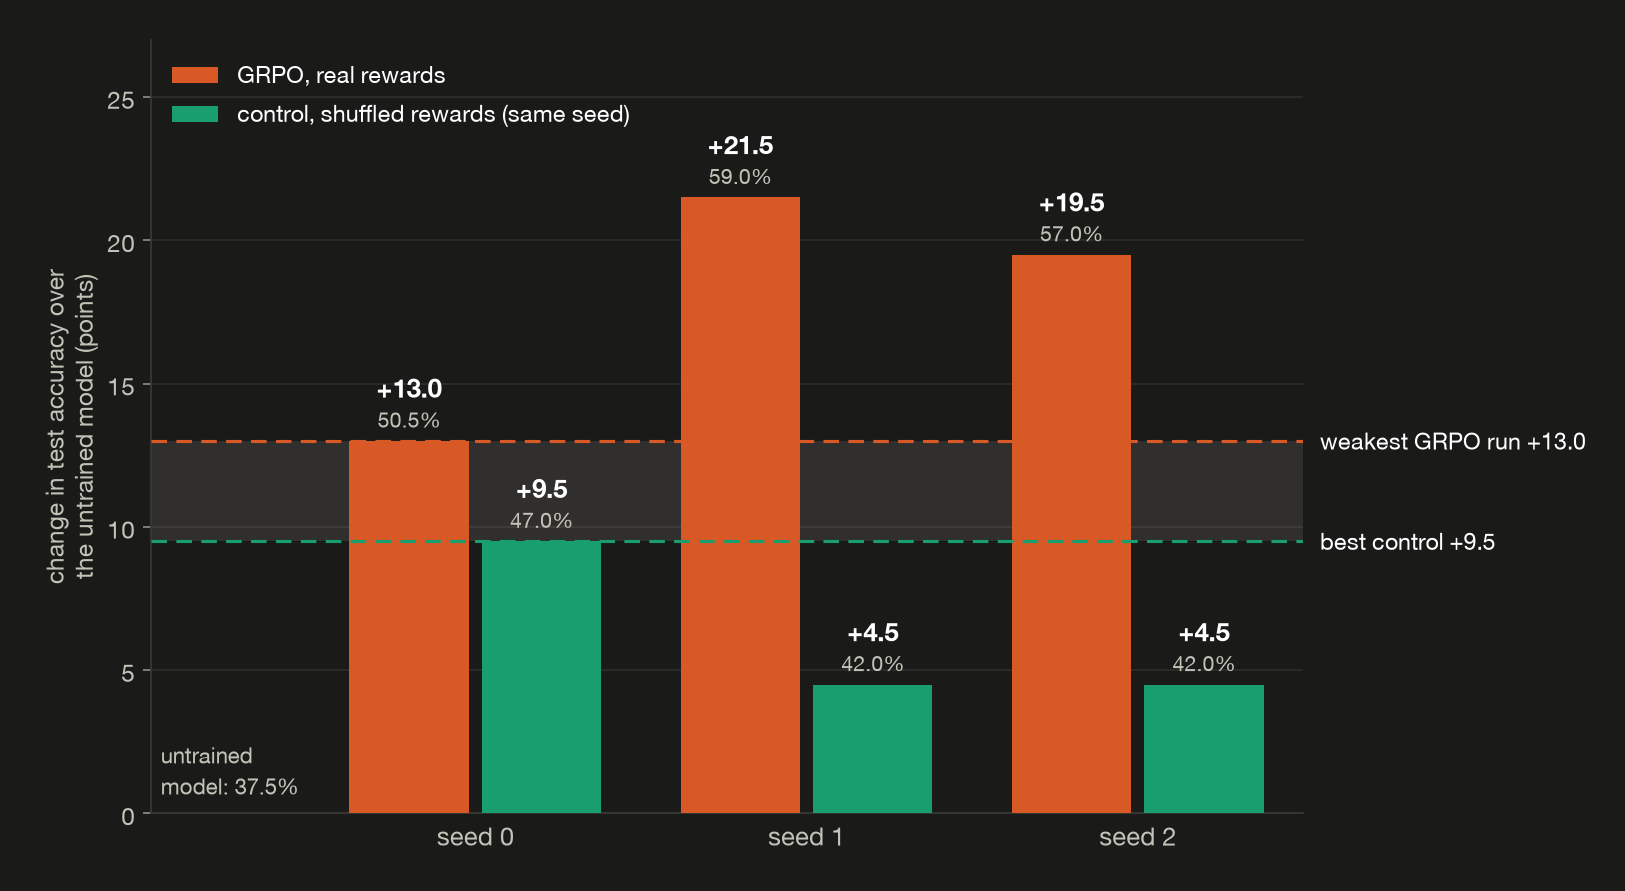 GRPO, real rewards
control, shuffled rewards (same seed)
change in test accuracy over
the untrained model (points)
25
20
15
10
5
0
+13.0
50.5%
+9.5
47.0%
+21.5
59.0%
+4.5
42.0%
+19.5
57.0%
+4.5
42.0%
weakest GRPO run +13.0
best control +9.5
untrained
model: 37.5%
seed 0
seed 1
seed 2